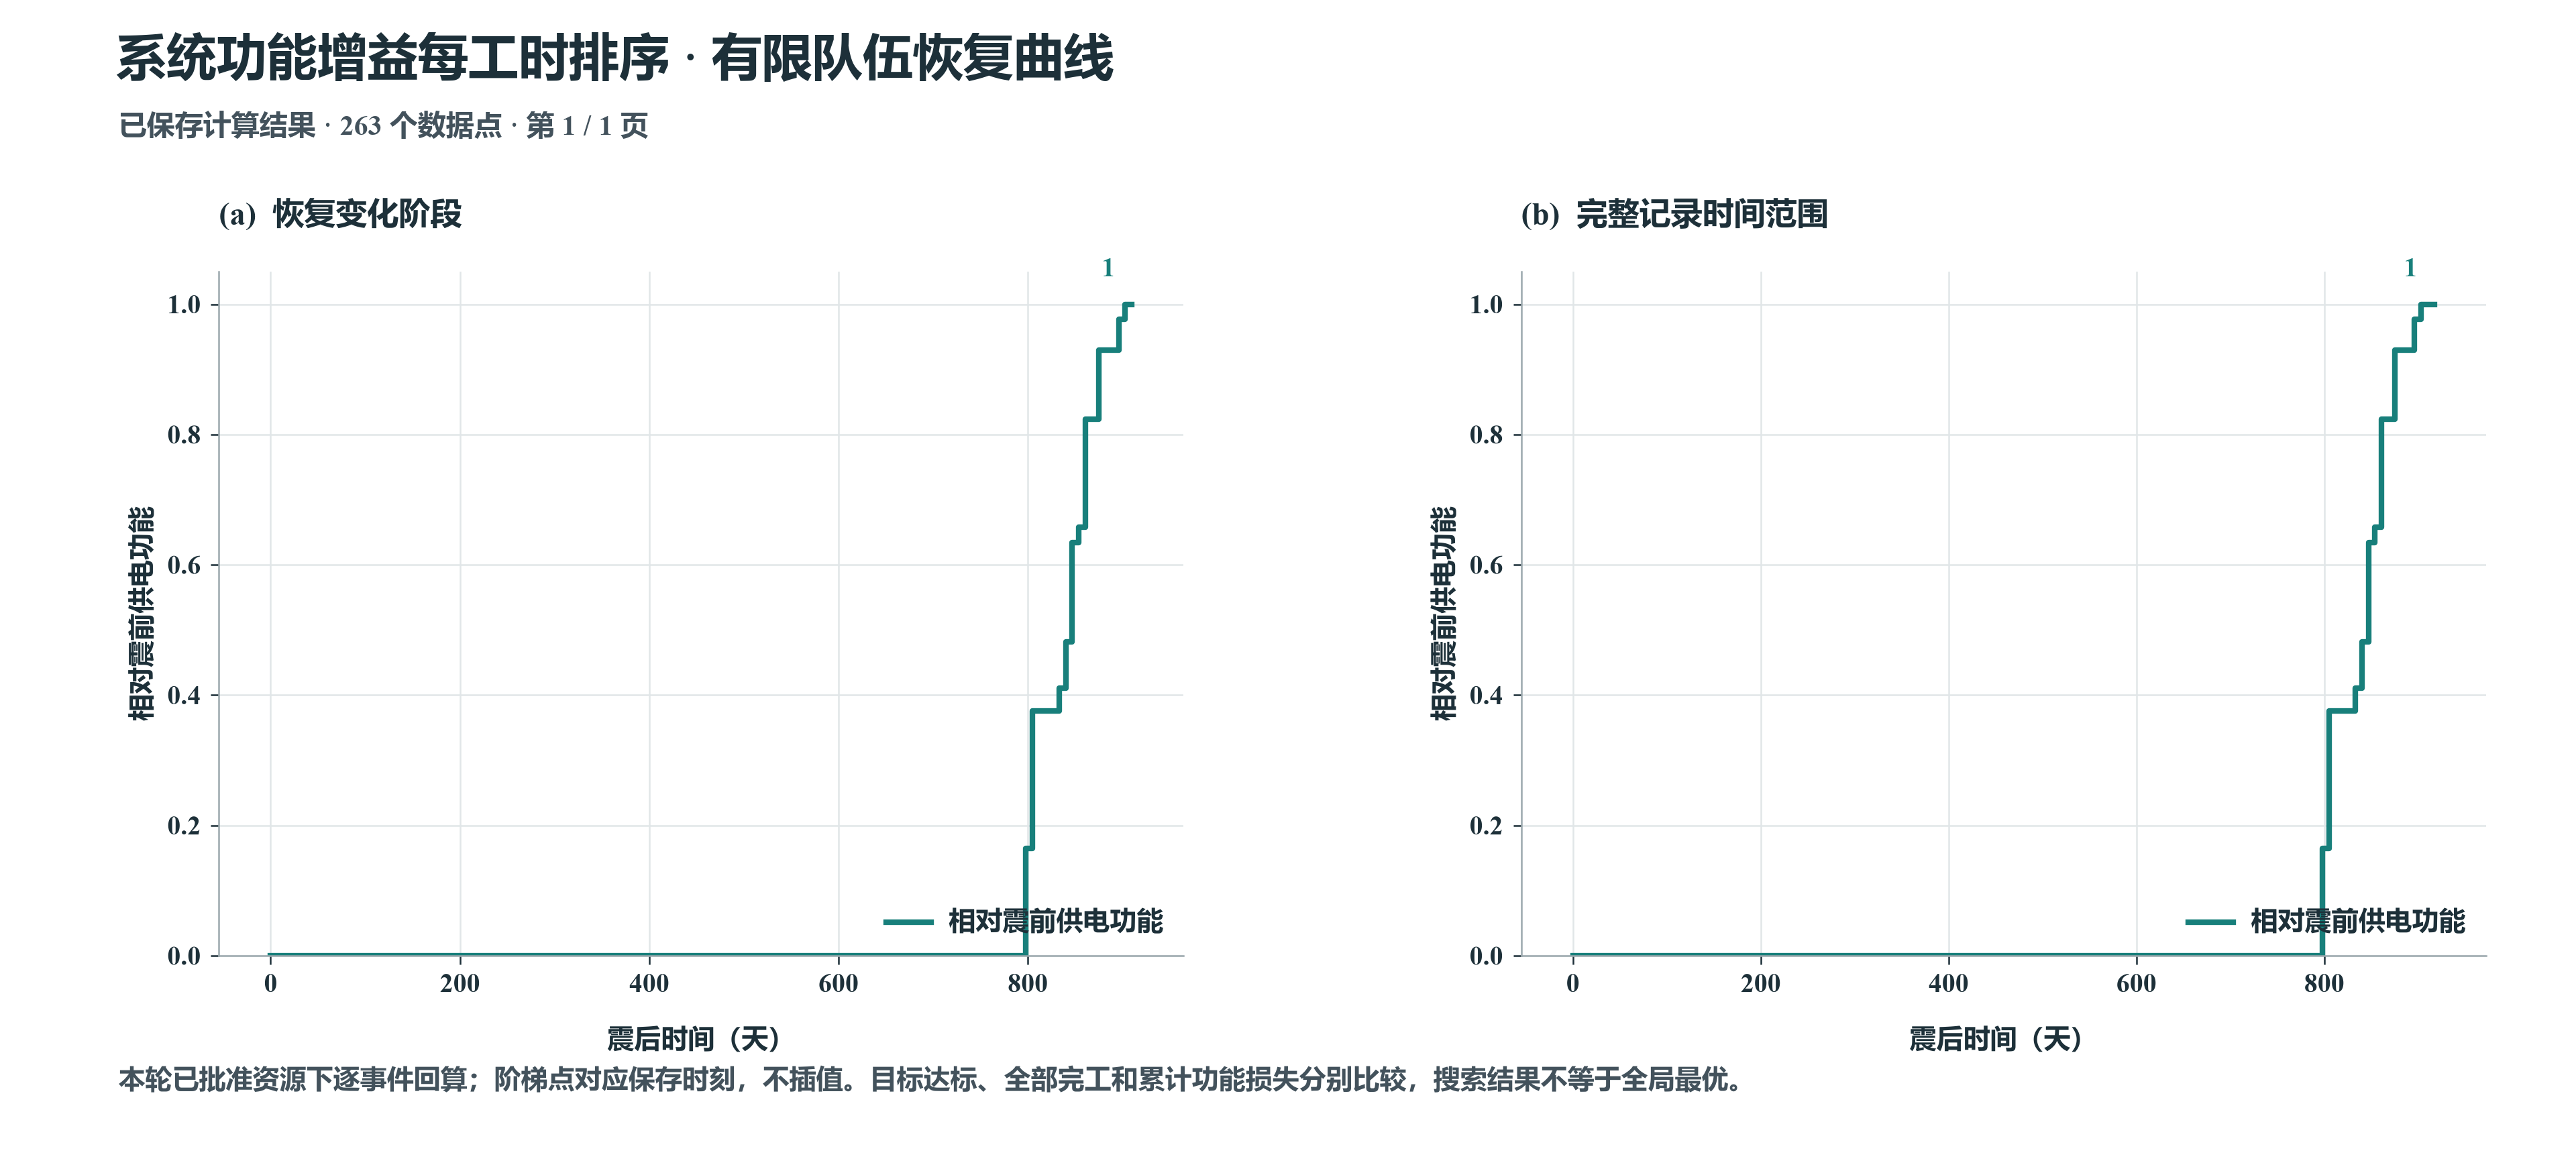 系统功能增益每工时排序 · 有限队伍恢复曲线
已保存计算结果 · 263 个数据点 · 第 1 / 1 页
(a) 恢复变化阶段
1
1.0
0.8
0.6
0.4
0.2
0.0
相对震前供电功能
相对震前供电功能
0 200 400 600 800
震后时间（天）
(b) 完整记录时间范围
1
1.0
0.8
0.6
0.4
0.2
0.0
相对震前供电功能
相对震前供电功能
0 200 400 600 800
震后时间（天）
本轮已批准资源下逐事件回算；阶梯点对应保存时刻，不插值。目标达标、全部完工和累计功能损失分别比较，搜索结果不等于全局最优。